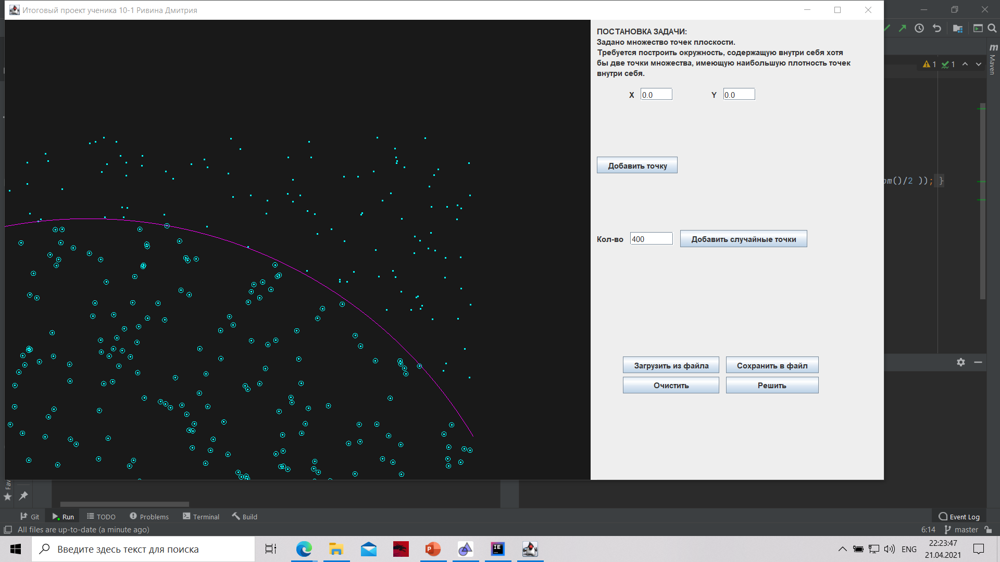 Итоговый проект ученика 10-1 Ривина Дмитрия
ПОСТАНОВКА ЗАДАЧИ:
Задано множество точек плоскости.
Требуется построить окружность, содержащую внутри себя хотя
бы две точки множества, имеющую наибольшую плотность точек
внутри себя.
X 0.0 Y 0.0
Добавить точку
Кол-во 400 Добавить случайные точки
Загрузить из файла Сохранить в файл
Очистить Решить
1 1
Maven
om()/2 )); }
Fav
Git Run TODO Problems Terminal Build Event Log
All files are up-to-date (a minute ago) 6:14 master
Введите здесь текст для поиска
P
IE
ENG
22:23:47
21.04.2021